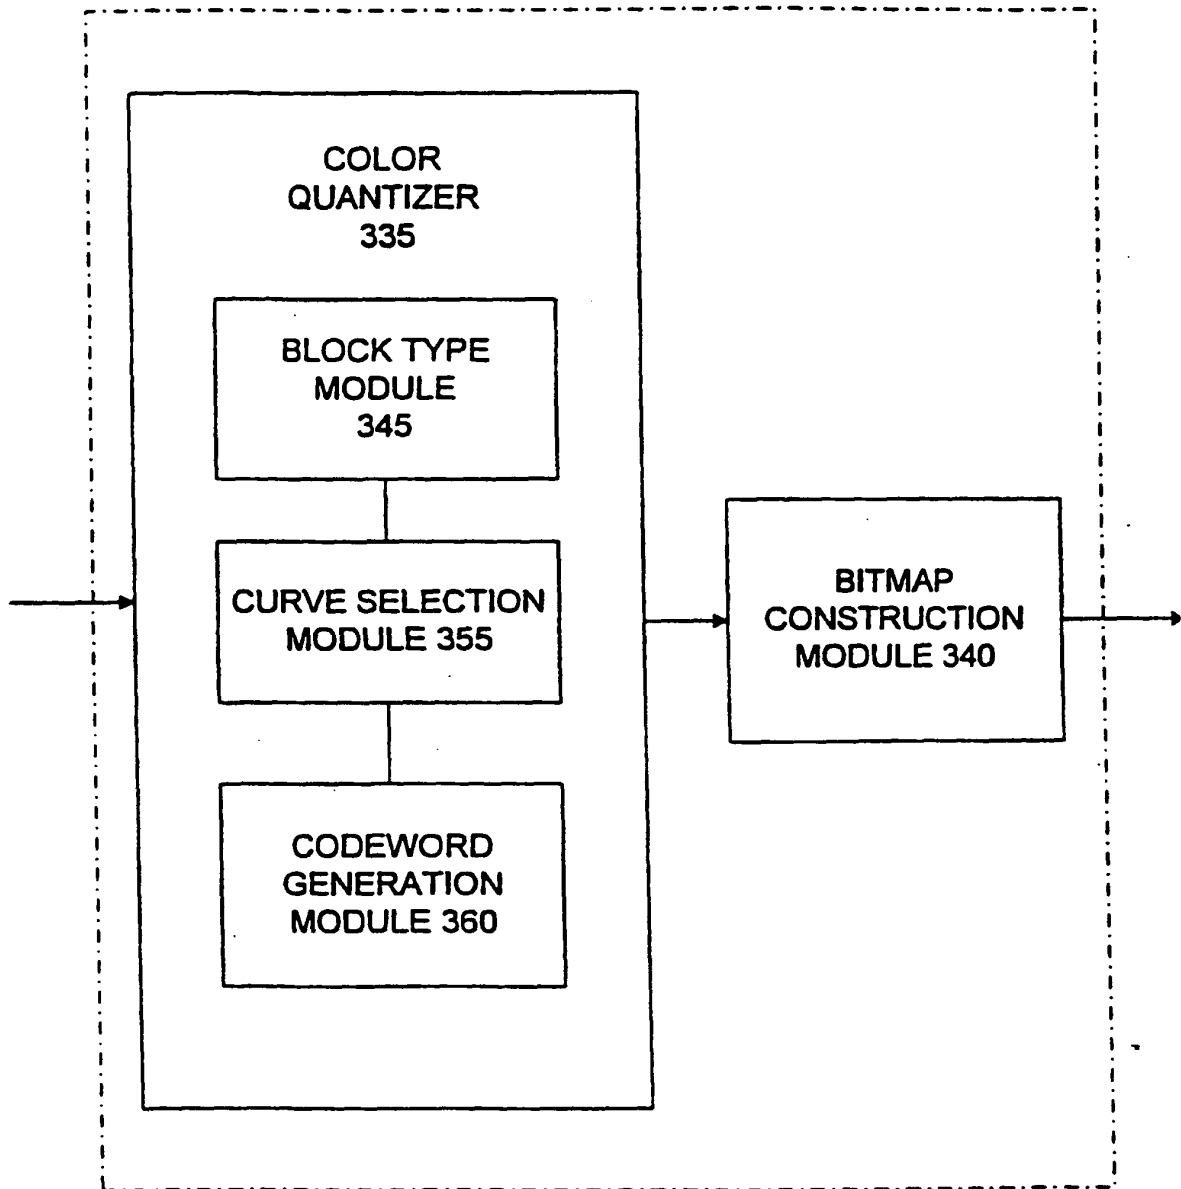 COLOR
QUANTIZER
335
BLOCK TYPE
MODULE
345
CURVE SELECTION
MODULE 355
CODEWORD
GENERATION
MODULE 360
BITMAP
CONSTRUCTION
MODULE 340